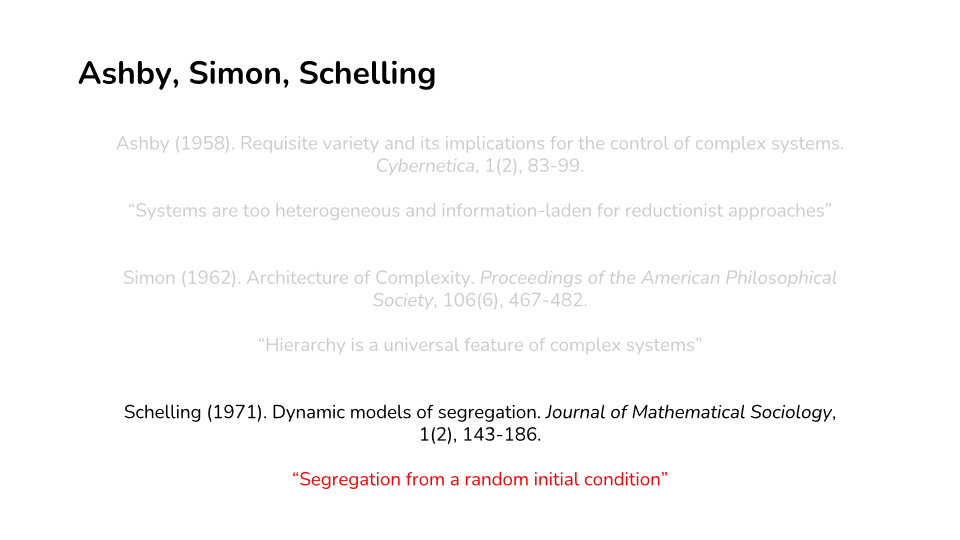 Ashby, Simon, Schelling
Ashby (1958). Requisite variety and its implications for the control of complex systems.
Cybernetica, 1(2), 83-99.
“Systems are too heterogeneous and information-laden for reductionist approaches”
Simon (1962). Architecture of Complexity. Proceedings of the American Philosophical
Society, 106(6), 467-482.
“Hierarchy is a universal feature of complex systems”
Schelling (1971). Dynamic models of segregation. Journal of Mathematical Sociology,
1(2), 143-186.
“Segregation from a random initial condition”